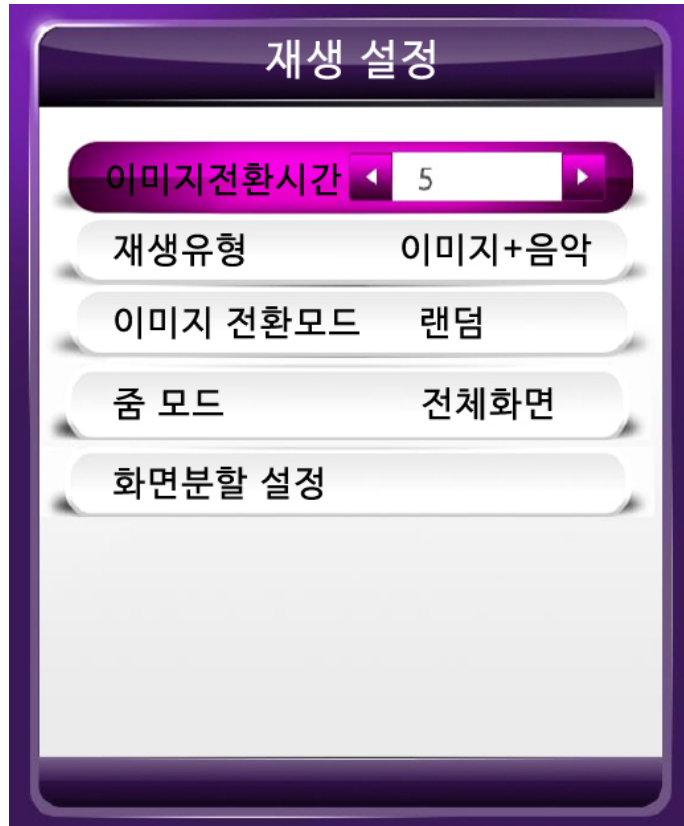 재생 설정
이미지전환시간 5
재생유형 이미지+음악
이미지 전환모드 랜덤
줌 모드 전체화면
화면분할 설정